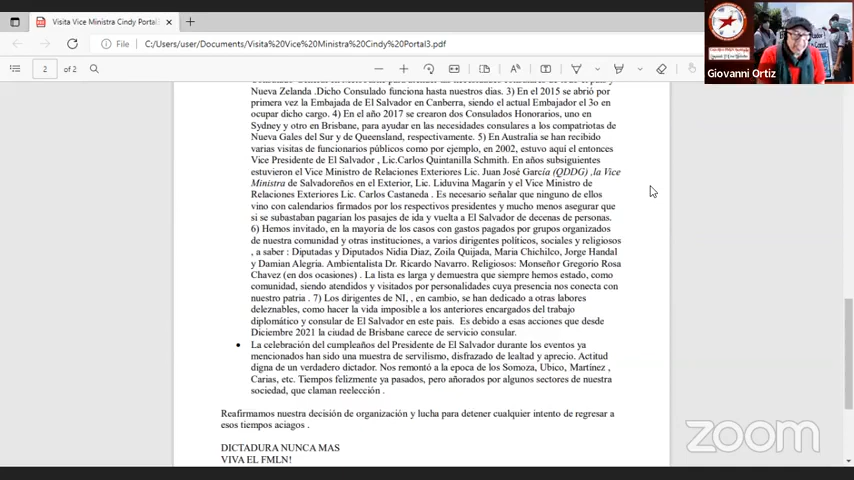 Visita Vice Ministra Cindy Portal3.
File
C:/Users/user/Documents/Visita%20Vice%20Ministra%20Cindy%20Portal3.pdf
2 of 2
Giovanni Ortiz
Nueva Zelanda .Dicho Consulado funciona hasta nuestros dias. 3) En el 2015 se abrió por
primera vez la Embajada de El Salvador en Canberra, siendo el actual Embajador el 3o en
ocupar dicho cargo. 4) En el año 2017 se crearon dos Consulados Honorarios, uno en
Sydney y otro en Brisbane, para ayudar en las necesidades consulares a los compatriotas de
Nueva Gales del Sur y de Queensland, respectivamente. 5) En Australia se han recibido
varias visitas de funcionarios públicos como por ejemplo, en 2002, estuvo aquí el entonces
Vice Presidente de El Salvador , Lic.Carlos Quintanilla Schmith. En años subsiguientes
estuvieron el Vice Ministro de Relaciones Exteriores Lic. Juan José García (QDDG) ,la Vice
Ministra de Salvadoreños en el Exterior, Lic. Liduvina Magarin y el Vice Ministro de
Relaciones Exteriores Lic. Carlos Castaneda . Es necesario señalar que ninguno de ellos
vino con calendarios firmados por los respectivos presidentes y mucho menos asegurar que
si se subastaban pagarian los pasajes de ida y vuelta a El Salvador de decenas de personas.
6) Hemos invitado, en la mayoria de los casos con gastos pagados por grupos organizados
de nuestra comunidad y otras instituciones, a varios dirigentes políticos, sociales y religiosos
, a saber : Diputadas y Diputados Nidia Diaz, Zoila Quijada, Maria Chichilco, Jorge Handal
y Damian Alegria. Ambientalista Dr. Ricardo Navarro. Religiosos: Monseñor Gregorio Rosa
Chavez (en dos ocasiones) . La lista es larga y demuestra que siempre hemos estado, como
comunidad, siendo atendidos y visitados por personalidades cuya presencia nos conecta con
nuestro patria . 7) Los dirigentes de NI, , en cambio, se han dedicado a otras labores
deleznables, como hacer la vida imposible a los anteriores encargados del trabajo
diplomático y consular de El Salvador en este pais.  Es debido a esas acciones que desde
Diciembre 2021 la ciudad de Brisbane carece de servicio consular.
• La celebración del cumpleaños del Presidente de El Salvador durante los eventos ya
mencionados han sido una muestra de servilismo, disfrazado de lealtad y aprecio. Actitud
digna de un verdadero dictador. Nos remontó a la epoca de los Somoza, Ubico, Martínez ,
Carias, etc. Tiempos felizmente ya pasados, pero añorados por algunos sectores de nuestra
sociedad, que claman reelección .
Reafirmamos nuestra decisión de organización y lucha para detener cualquier intento de regresar a
esos tiempos aciagos .
DICTADURA NUNCA MAS
VIVA EL FMLN!
zoom